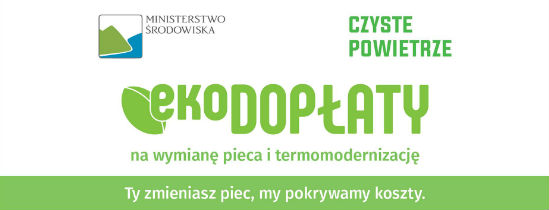 MINISTERSTWO
ŚRODOWISKA
CZYSTE
POWIETRZE
ekoDOPŁATY
na wymianę pieca i termomodernizację
Ty zmieniasz piec, my pokrywamy koszty.